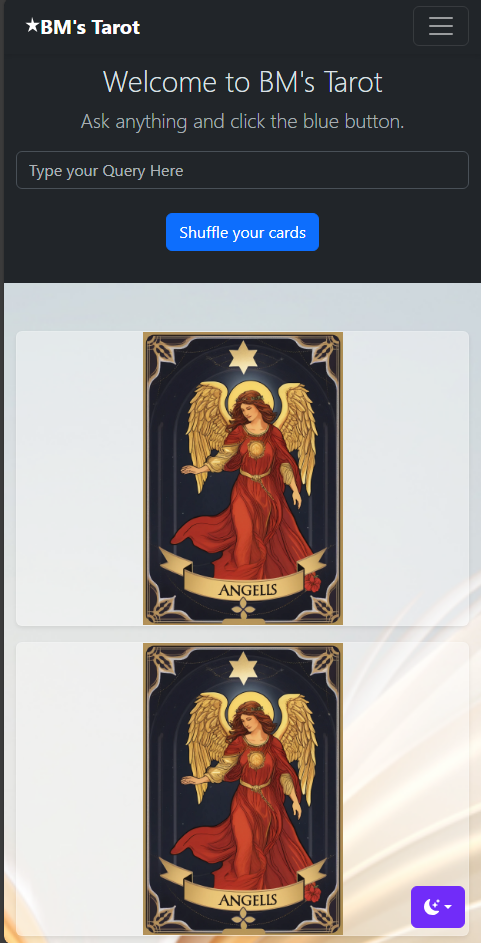 ★BM's Tarot
Welcome to BM's Tarot
Ask anything and click the blue button.
Type your Query Here
Shuffle your cards
ANGELLS
ANGELLS